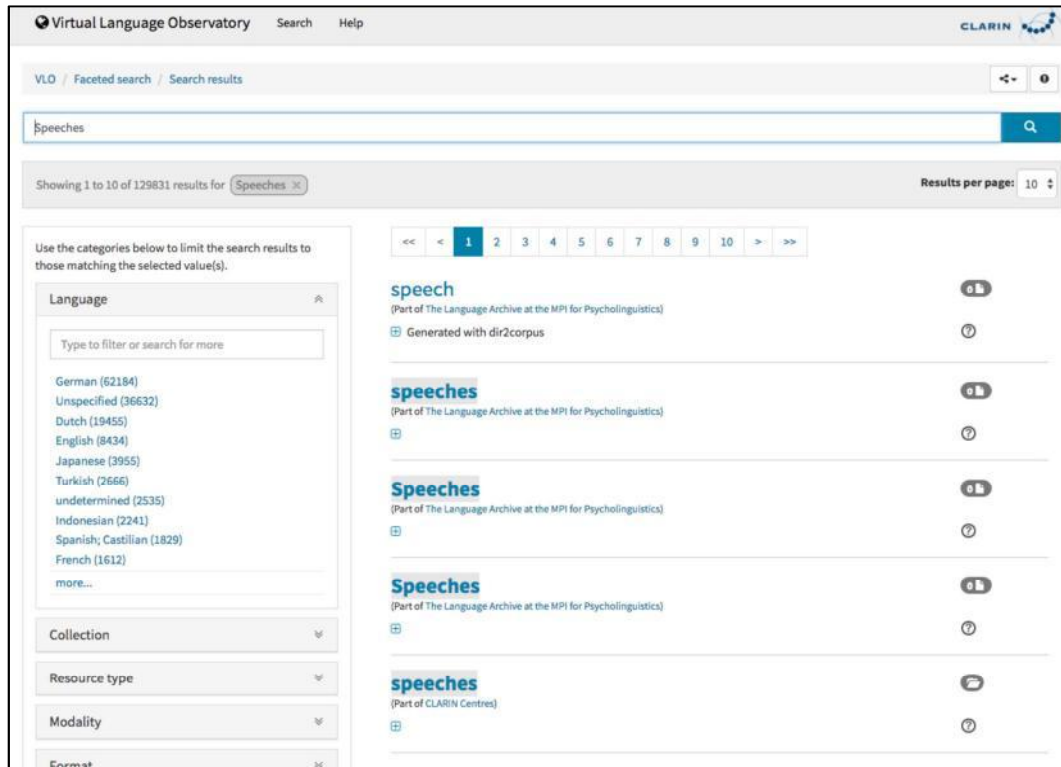 Virtual Language Observatory Search Help CLARIN
VLO / Faceted search / Search results
Speeches
Showing 1 to 10 of 129831 results for Speeches × Results per page: 10
Use the categories below to limit the search results to
those matching the selected value(s).
Language
Type to filter or search for more
German (62184)
Unspecified (36632)
Dutch (19455)
English (8434)
Japanese (3955)
Turkish (2666)
undetermined (2535)
Indonesian (2241)
Spanish; Castilian (1829)
French (1612)
more...
Collection
Resource type
Modality
Format
<< < 1 2 3 4 5 6 7 8 9 10 > >>
speech
0
(Part of The Language Archive at the MPI for Psycholinguistics)
Generated with dir2corpus
speeches
0
(Part of The Language Archive at the MPI for Psycholinguistics)
Speeches
0
(Part of The Language Archive at the MPI for Psycholinguistics)
Speeches
0
(Part of The Language Archive at the MPI for Psycholinguistics)
speeches
(Part of CLARIN Centres)